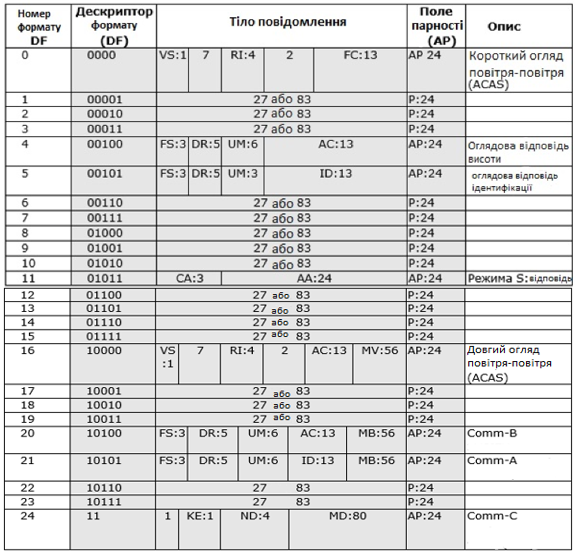 Номер формату DF Дескриптор формату (DF) Тіло повідомлення Поле парності (AP) Опис
0 0000 VS:1 7 RI:4 2 FC:13 AP 24 Короткий огляд повітря-повітря (ACAS)
1 00001 27 або 83 P:24
2 00010 27 або 83 P:24
3 00011 27 або 83 P:24
4 00100 FS:3 DR:5 UM:6 AC:13 AP:24 Оглядова відповідь висоти
5 00101 FS:3 DR:5 UM:3 ID:13 AP:24 оглядова відповідь ідентифікації
6 00110 27 або 83 P:24
7 00111 27 або 83 P:24
8 01000 27 або 83 P:24
9 01001 27 або 83 P:24
10 01010 27 або 83 P:24
11 01011 CA:3 AA:24 AP:24 Режима S:відповідь
12 01100 27 або 83 P:24
13 01101 27 або 83 P:24
14 01110 27 або 83 P:24
15 01111 27 або 83 P:24
16 10000 VS :1 7 RI:4 2 AC:13 MV:56 AP:24 Довгий огляд повітря-повітря (ACAS)
17 10001 27 або 83 P:24
18 10010 27 або 83 P:24
19 10011 27 або 83 P:24
20 10100 FS:3 DR:5 UM:6 AC:13 MB:56 AP:24 Comm-B
21 10101 FS:3 DR:5 UM:6 ID:13 MB:56 AP:24 Comm-A
22 10110 27 83 P:24
23 10111 27 83 P:24
24 11 1 KE:1 ND:4 MD:80 AP:24 Comm-C